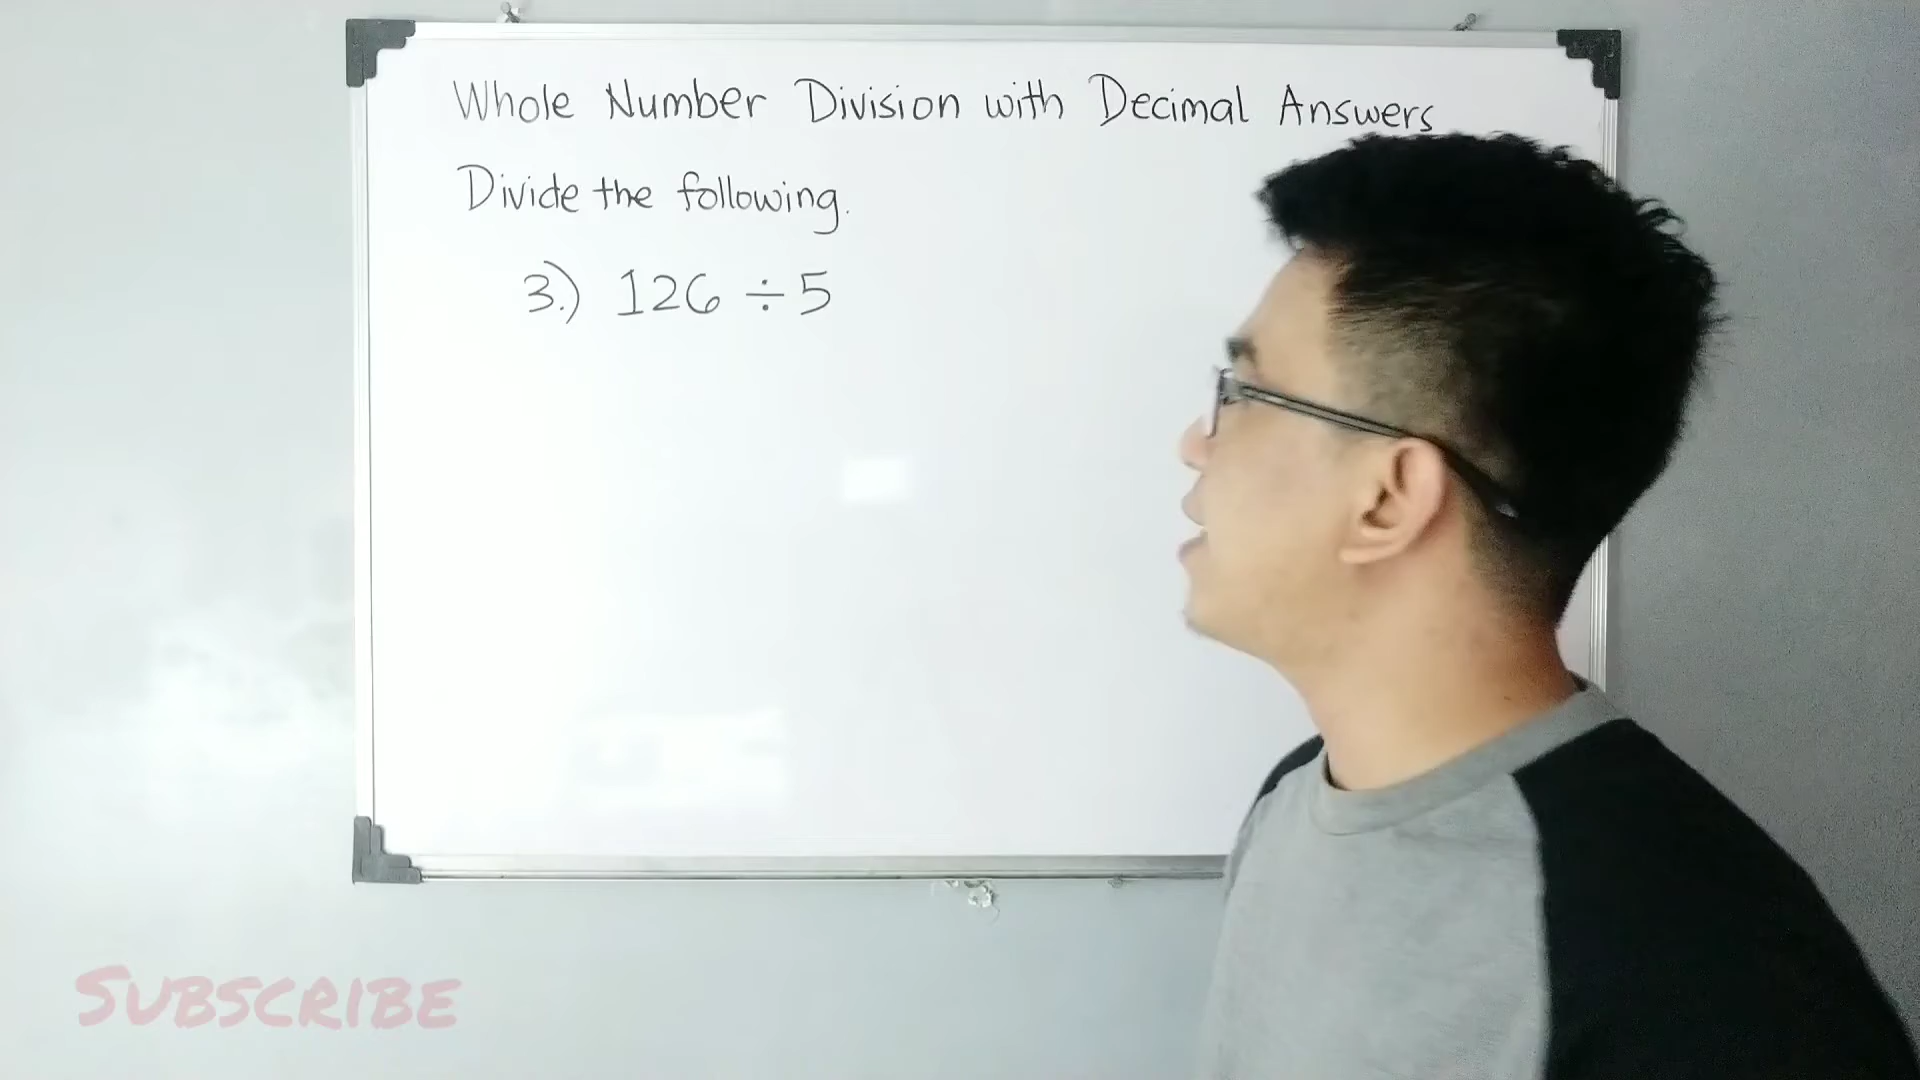 Whole Number Division with Decimal Answers
Divide the following.
3.) 126 ÷ 5
SUBSCRIBE